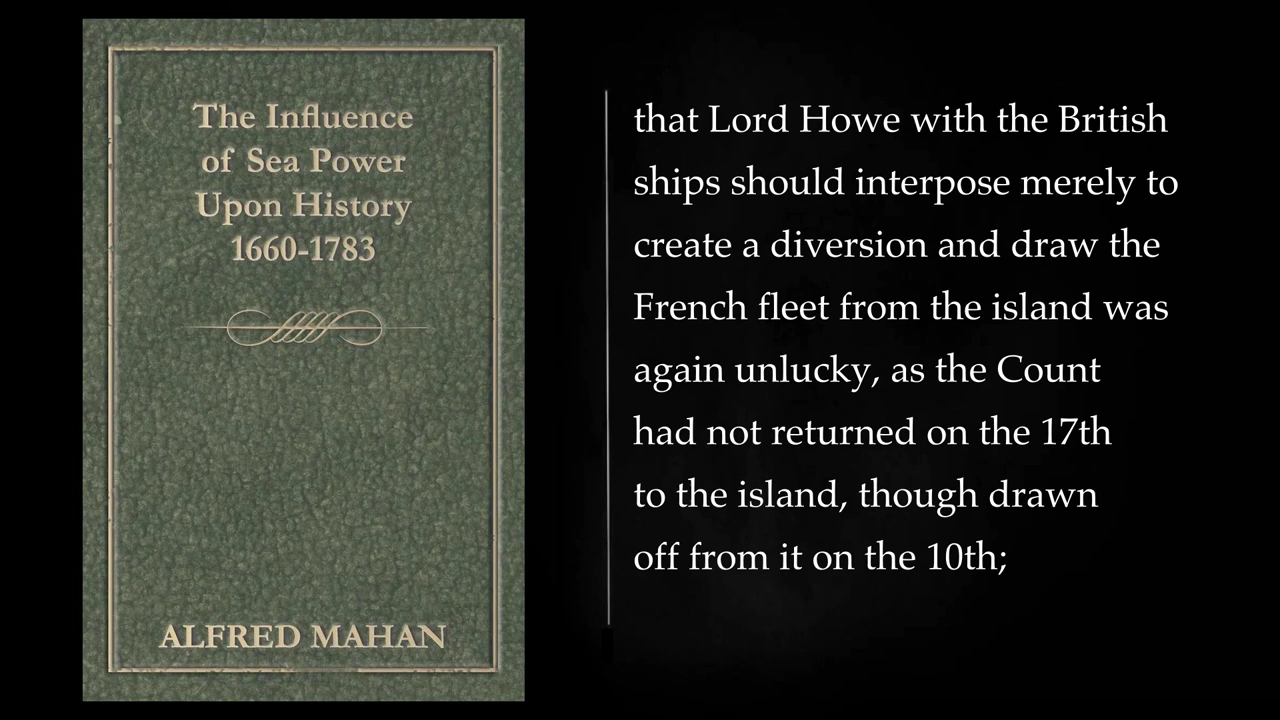 The Influence
of Sea Power
Upon History
1660-1783
ALFRED MAHAN
that Lord Howe with the British
ships should interpose merely to
create a diversion and draw the
French fleet from the island was
again unlucky, as the Count
had not returned on the 17th
to the island, though drawn
off from it on the 10th;